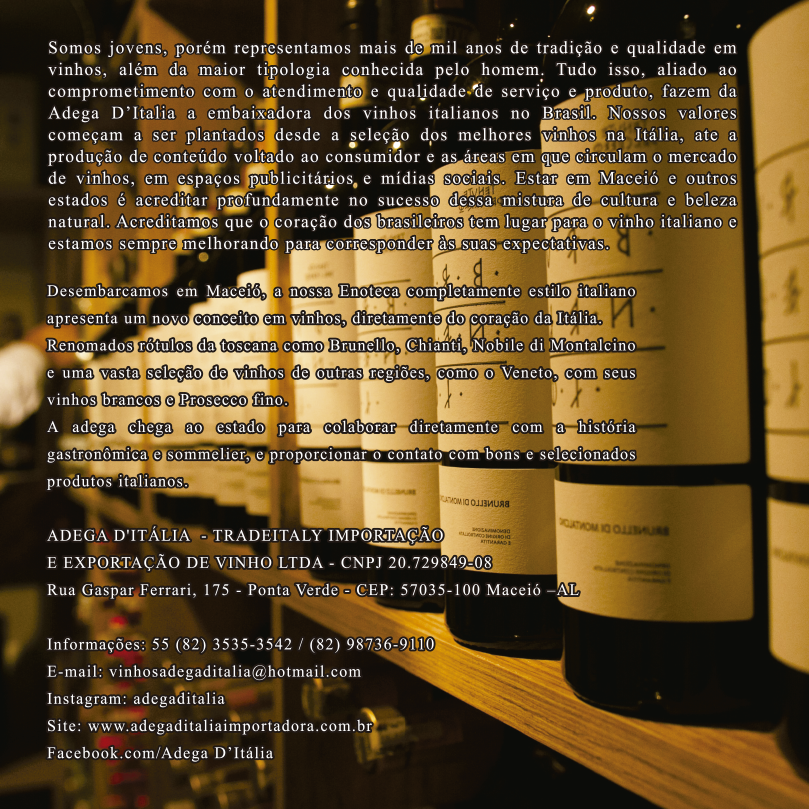 Somos jovens, porém representamos mais de mil anos de tradição e qualidade em
vinhos, além da maior tipologia conhecida pelo homem. Tudo isso, aliado ao
comprometimento com o atendimento e qualidade de serviço e produto, fazem da
Adega D’Italia a embaixadora dos vinhos italianos no Brasil. Nossos valores
começam a ser plantados desde a seleção dos melhores vinhos na Itália, ate a
produção de conteúdo voltado ao consumidor e as áreas em que circulam o mercado
de vinhos, em espaços publicitários e mídias sociais. Estar em Maceió e outros
estados é acreditar profundamente no sucesso dessa mistura de cultura e beleza
natural. Acreditamos que o coração dos brasileiros tem lugar para o vinho italiano e
estamos sempre melhorando para corresponder às suas expectativas.
Desembarcamos em Maceió, a nossa Enoteca completamente estilo italiano
apresenta um novo conceito em vinhos, diretamente do coração da Itália.
Renomados rótulos da toscana como Brunello, Chianti, Nobile di Montalcino
e uma vasta seleção de vinhos de outras regiões, como o Veneto, com seus
vinhos brancos e Prosecco fino.
A adega chega ao estado para colaborar diretamente com a história
gastronômica e sommelier, e proporcionar o contato com bons e selecionados
produtos italianos.
ADEGA D'ITÁLIA - TRADEITALY IMPORTAÇÃO
E EXPORTAÇÃO DE VINHO LTDA - CNPJ 20.729849-08
Rua Gaspar Ferrari, 175 - Ponta Verde - CEP: 57035-100 Maceió –AL
Informações: 55 (82) 3535-3542 / (82) 98736-9110
E-mail: vinhosadegaditalia@hotmail.com
Instagram: adegaditalia
Site: www.adegaditaliaimportadora.com.br
Facebook.com/Adega D’Itália
BRUNELLO DI MONTALCINO
DENOMINAZIONE
DI ORIGINE CONTROLLATA
E GARANTITA
BRUNELLO DI MONTALCINO